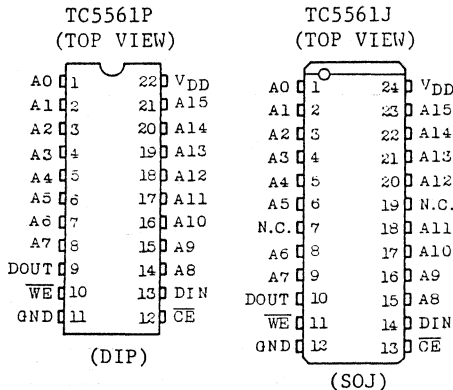 TC5561P
(TOP VIEW)
A0 1 22 VDD
A1 2 21 A15
A2 3 20 A14
A3 4 19 A13
A4 5 18 A12
A5 6 17 A11
A6 7 16 A10
A7 8 15 A9
DOUT 9 14 A8
W̅E̅ 10 13 DIN
GND 11 12 C̅E̅
(DIP)
TC5561J
(TOP VIEW)
A0 1 24 VDD
A1 2 23 A15
A2 3 22 A14
A3 4 21 A13
A4 5 20 A12
A5 6 19 N.C.
N.C. 7 18 A11
A6 8 17 A10
A7 9 16 A9
DOUT 10 15 A8
W̅E̅ 11 14 DIN
GND 12 13 C̅E̅
(SOJ)